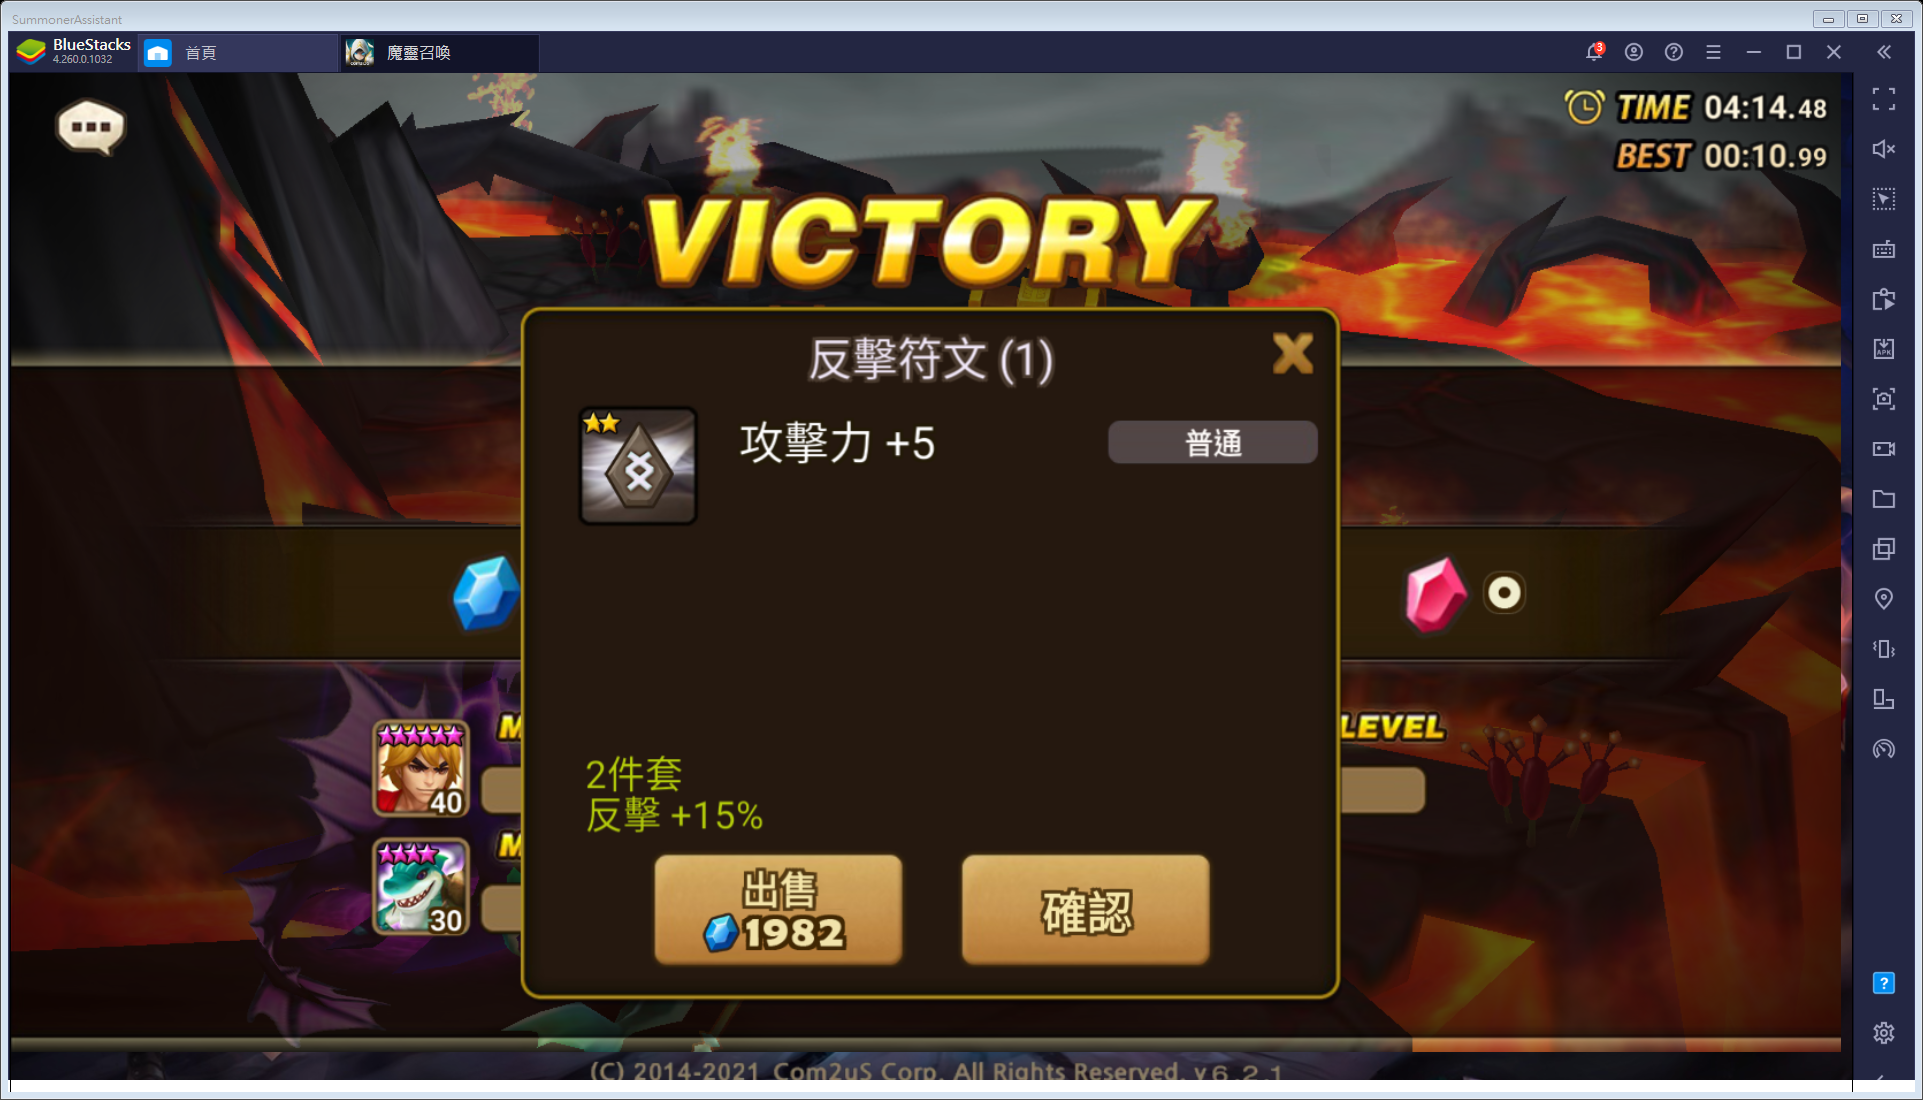 SummonerAssistant
BlueStacks
4.260.0.1032
首頁
魔靈召喚
3
TIME 04:14.48
BEST 00:10.99
VICTORY
反擊符文 (1)
攻擊力 +5
普通
LEVEL
40
30
2件套
反擊 +15%
出售
1982
確認
(C) 2014-2021 Com2uS Corp. All Rights Reserved. v6.2.1